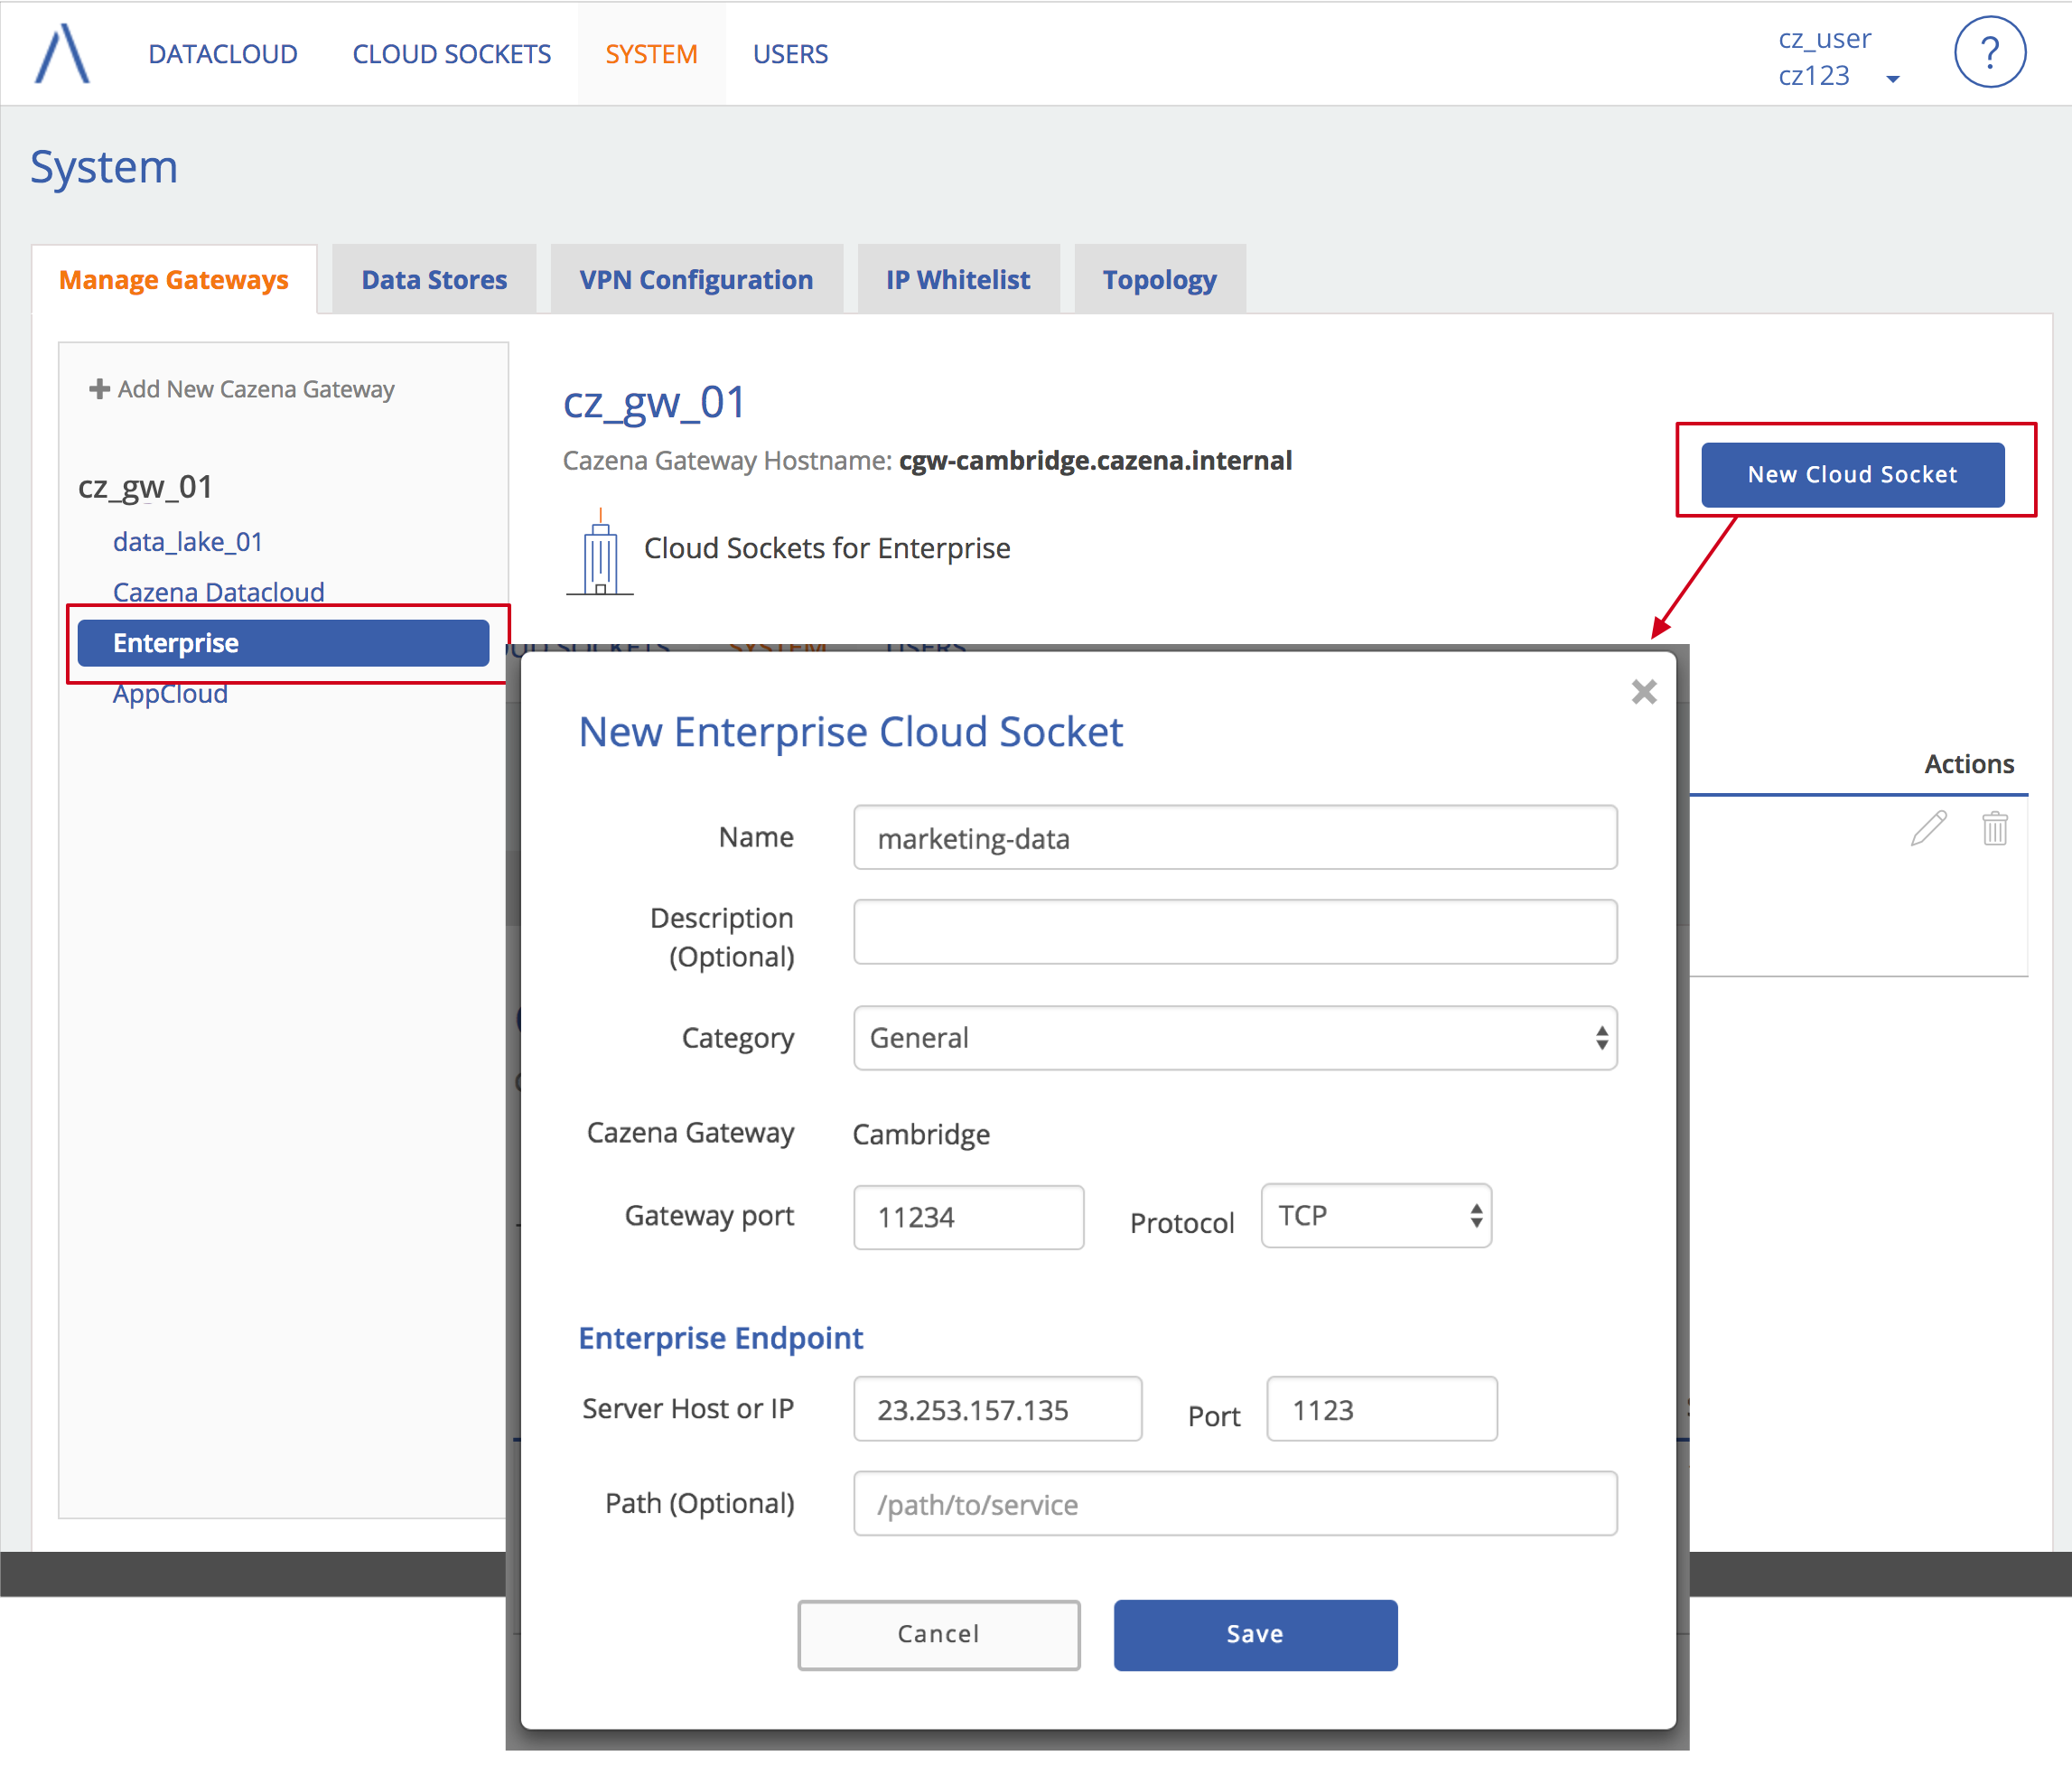 DATACLOUD CLOUD SOCKETS SYSTEM USERS
cz_user
cz123
?
System
Manage Gateways Data Stores VPN Configuration IP Whitelist Topology
Add New Cazena Gateway
cz_gw_01
data_lake_01
Cazena Datacloud
Enterprise
AppCloud
cz_gw_01
Cazena Gateway Hostname: cgw-cambridge.cazena.internal
New Cloud Socket
Cloud Sockets for Enterprise
SOCKETS SYSTEM USERS
Actions
New Enterprise Cloud Socket
Name marketing-data
Description
(Optional)
Category General
Cazena Gateway Cambridge
Gateway port 11234 Protocol TCP
Enterprise Endpoint
Server Host or IP 23.253.157.135 Port 1123
Path (Optional) /path/to/service
Cancel Save